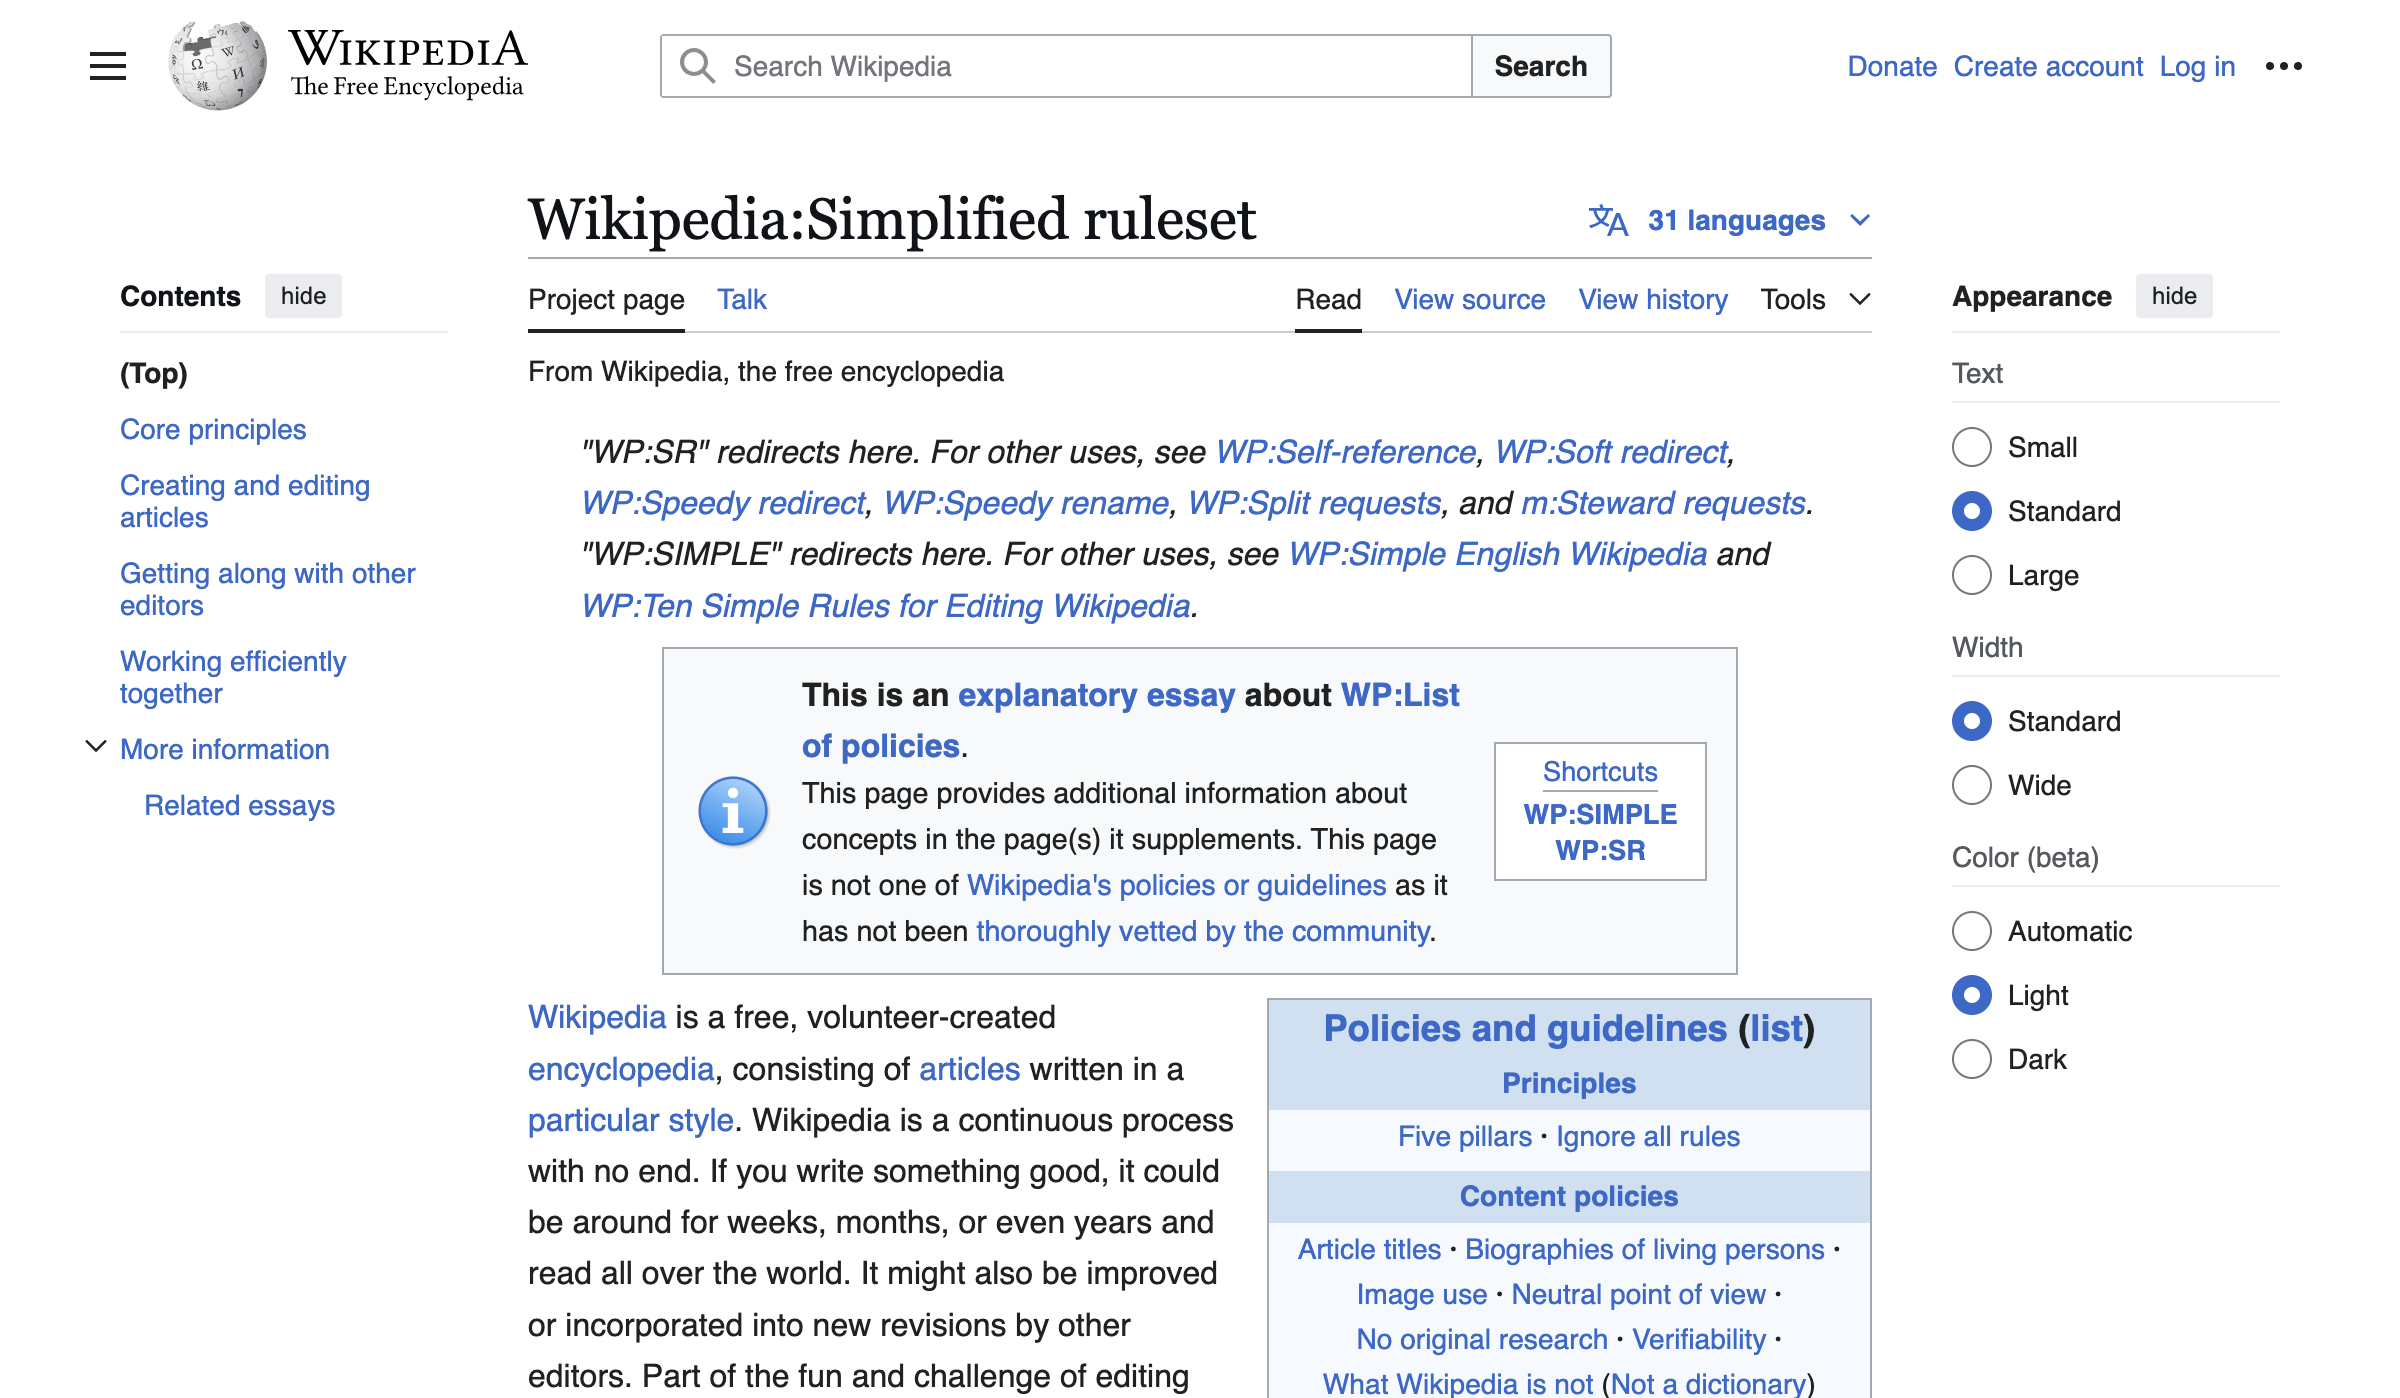 WIKIPEDIA
The Free Encyclopedia
Search Wikipedia
Search
Donate Create account Log in
Wikipedia:Simplified ruleset
31 languages
Contents hide
(Top)
Core principles
Creating and editing
articles
Getting along with other
editors
Working efficiently
together
More information
Related essays
Project page Talk
Read View source View history Tools
From Wikipedia, the free encyclopedia
"WP:SR" redirects here. For other uses, see WP:Self-reference, WP:Soft redirect,
WP:Speedy redirect, WP:Speedy rename, WP:Split requests, and m:Steward requests.
"WP:SIMPLE" redirects here. For other uses, see WP:Simple English Wikipedia and
WP:Ten Simple Rules for Editing Wikipedia.
This is an explanatory essay about WP:List
of policies.
This page provides additional information about
concepts in the page(s) it supplements. This page
is not one of Wikipedia's policies or guidelines as it
has not been thoroughly vetted by the community.
Shortcuts
WP:SIMPLE
WP:SR
Wikipedia is a free, volunteer-created
encyclopedia, consisting of articles written in a
particular style. Wikipedia is a continuous process
with no end. If you write something good, it could
be around for weeks, months, or even years and
read all over the world. It might also be improved
or incorporated into new revisions by other
editors. Part of the fun and challenge of editing
Policies and guidelines (list)
Principles
Five pillars · Ignore all rules
Content policies
Article titles · Biographies of living persons ·
Image use · Neutral point of view ·
No original research · Verifiability ·
What Wikipedia is not (Not a dictionary)
Appearance hide
Text
Small
Standard
Large
Width
Standard
Wide
Color (beta)
Automatic
Light
Dark